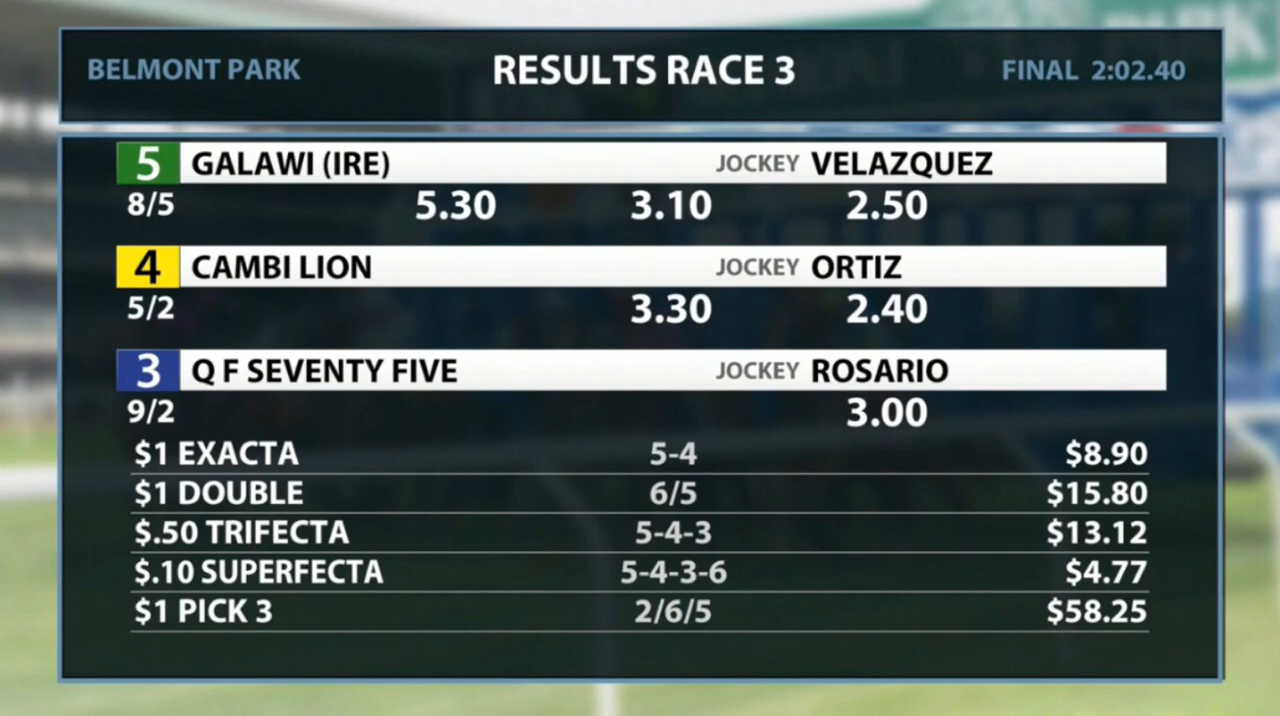 BELMONT PARK RESULTS RACE 3 FINAL 2:02.40
5 GALAWI (IRE) JOCKEY VELAZQUEZ
8/5 5.30 3.10 2.50
4 CAMBI LION JOCKEY ORTIZ
5/2 3.30 2.40
3 Q F SEVENTY FIVE JOCKEY ROSARIO
9/2 3.00
$1 EXACTA 5-4 $8.90
$1 DOUBLE 6/5 $15.80
$.50 TRIFECTA 5-4-3 $13.12
$.10 SUPERFECTA 5-4-3-6 $4.77
$1 PICK 3 2/6/5 $58.25